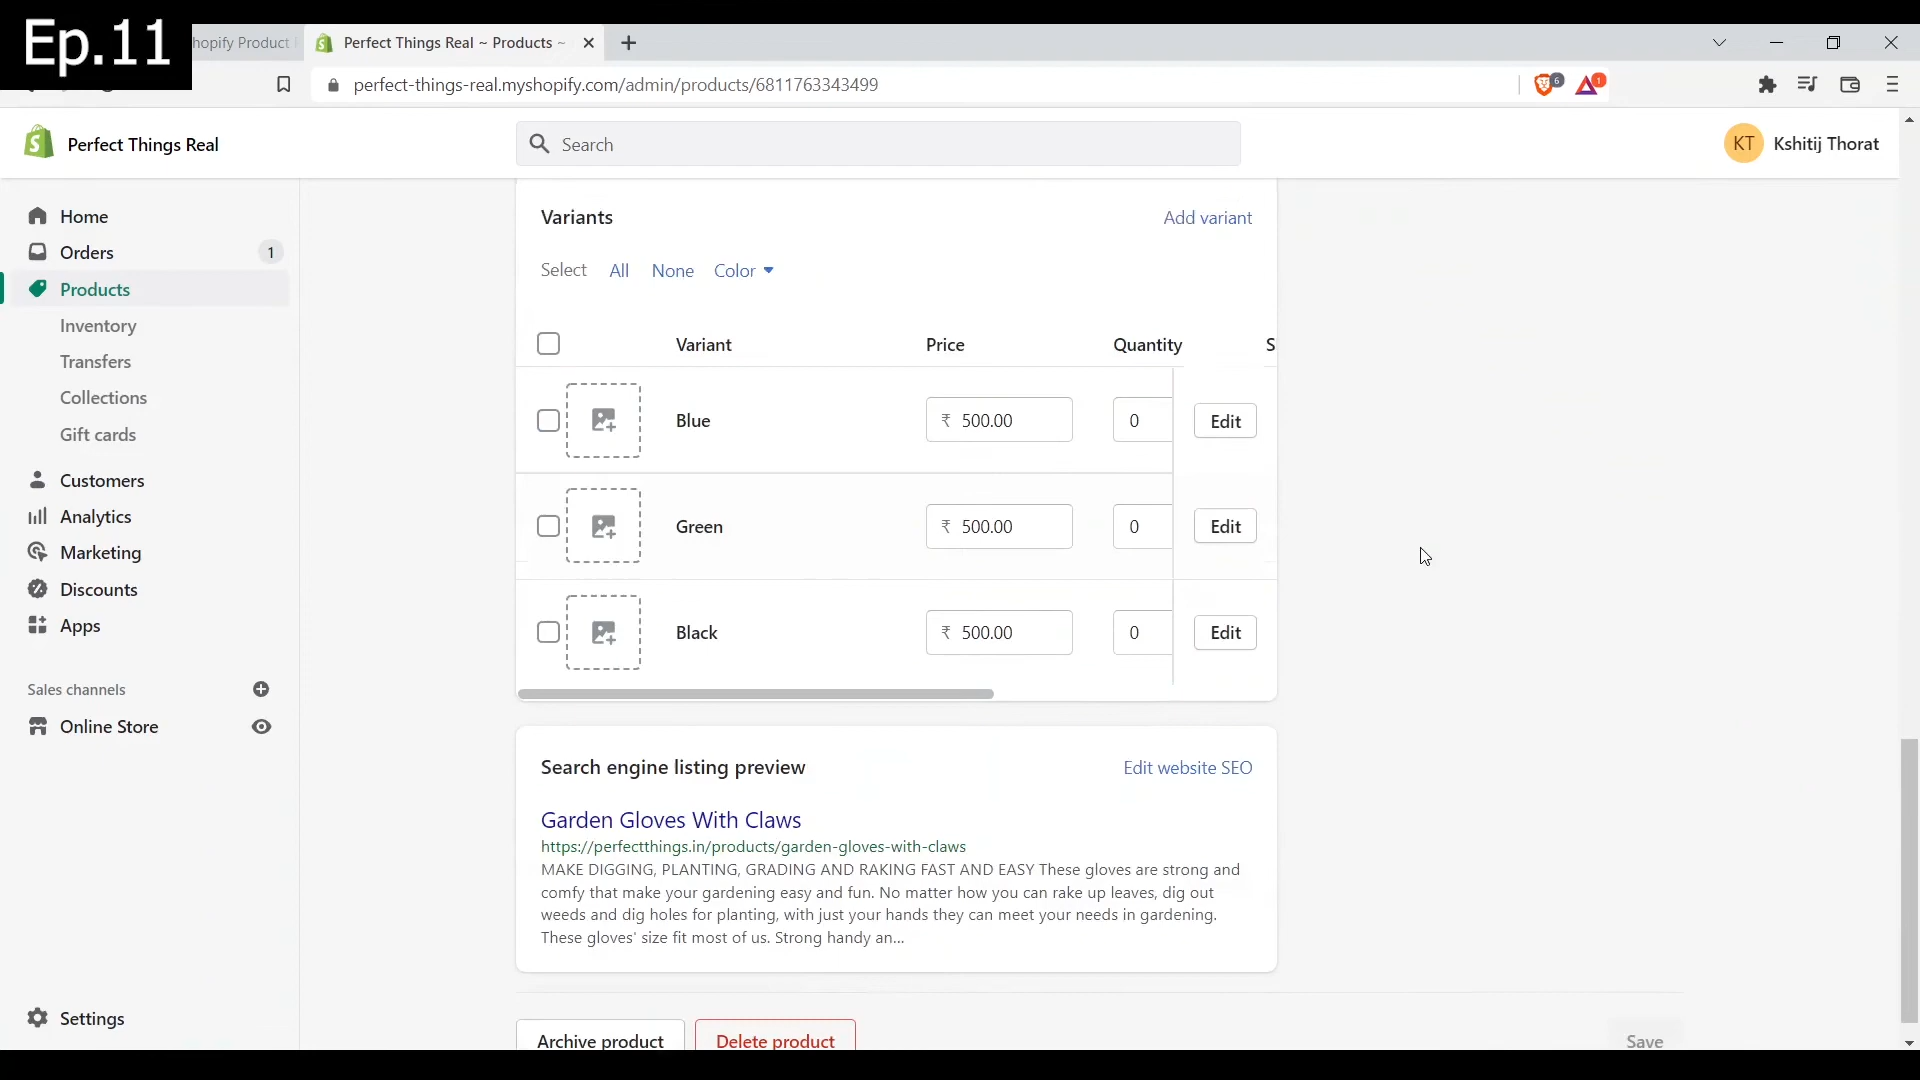 Ep.11
hopify Product
Perfect Things Real ~ Products ~
perfect-things-real.myshopify.com/admin/products/6811763343499
6
1
Perfect Things Real
Search
KT
Kshitij Thorat
Home
Orders
1
Products
Inventory
Transfers
Collections
Gift cards
Customers
Analytics
Marketing
Discounts
Apps
Sales channels
Online Store
Settings
Variants
Add variant
Select All None Color
Variant Price Quantity S
Blue ₹ 500.00 0 Edit
Green ₹ 500.00 0 Edit
Black ₹ 500.00 0 Edit
Search engine listing preview
Edit website SEO
Garden Gloves With Claws
https://perfectthings.in/products/garden-gloves-with-claws
MAKE DIGGING, PLANTING, GRADING AND RAKING FAST AND EASY These gloves are strong and
comfy that make your gardening easy and fun. No matter how you can rake up leaves, dig out
weeds and dig holes for planting, with just your hands they can meet your needs in gardening.
These gloves' size fit most of us. Strong handy an...
Archive product
Delete product
Save